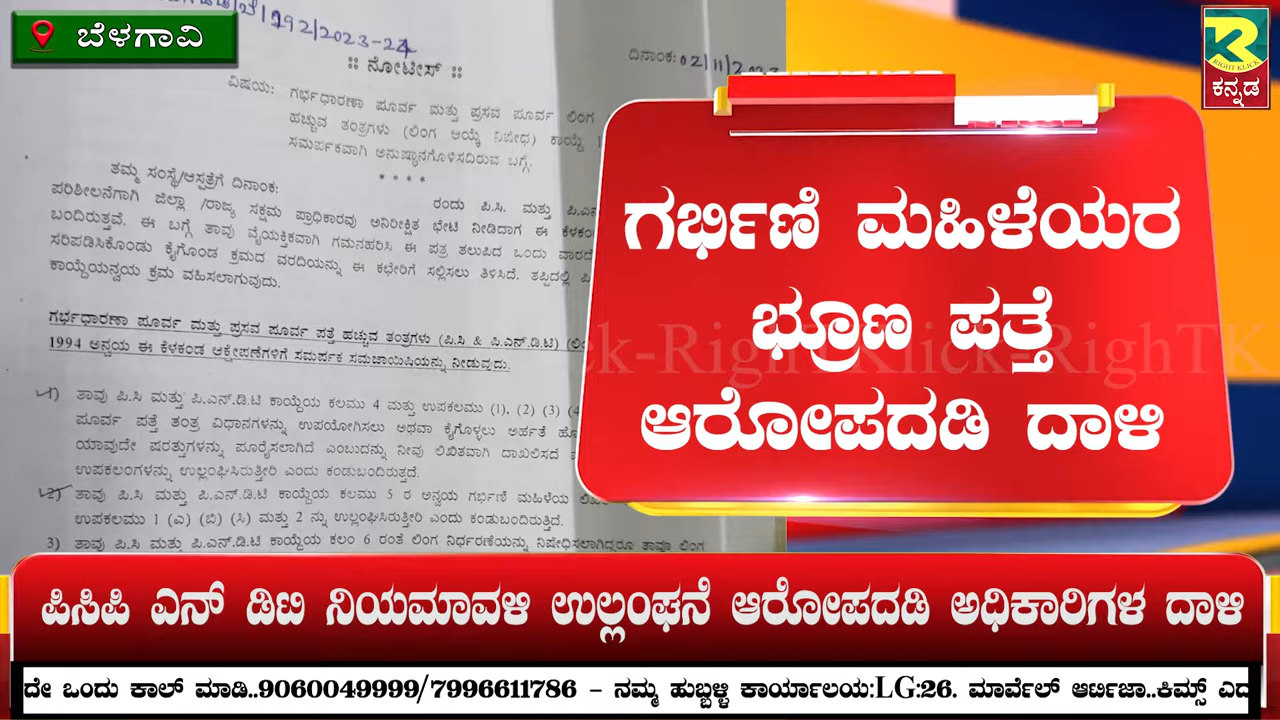 ಬೆಳಗಾವಿ
RIGHT KLICK
ಕನ್ನಡ
192/2023-24
:: ನೋಟೀಸ್ ::
ದಿನಾಂಕ: 02/11/2023
ವಿಷಯ: ಗರ್ಭಧಾರಣಾ ಪೂರ್ವ ಮತ್ತು ಪ್ರಸವ ಪೂರ್ವ ಲಿಂಗ
ಹಚ್ಚುವ ತಂತ್ರಗಳು (ಲಿಂಗ ಆಯ್ಕೆ ನಿಷೇಧ) ಕಾಯ್ದೆ 1
ಸಮರ್ಪಕವಾಗಿ ಅನುಷ್ಠಾನಗೊಳಿಸದಿರುವ ಬಗ್ಗೆ.
* * * *
ತಮ್ಮ ಸಂಸ್ಥೆ/ಆಸ್ಪತ್ರೆಗೆ ದಿನಾಂಕ: ರಂದು ಪಿ.ಸಿ. ಮತ್ತು ಪಿ.ಎನ್
ಪರಿಶೀಲನೆಗಾಗಿ ಜಿಲ್ಲಾ /ರಾಜ್ಯ ಸಕ್ಷಮ ಪ್ರಾಧಿಕಾರವು ಅನಿರೀಕ್ಷಿತ ಭೇಟಿ ನೀಡಿದಾಗ ಈ ಕೆಳಕಂ
ಬಂದಿರುತ್ತವೆ. ಈ ಬಗ್ಗೆ ತಾವು ವೈಯಕ್ತಿಕವಾಗಿ ಗಮನಹರಿಸಿ ಈ ಪತ್ರ ತಲುಪಿದ ಒಂದು ವಾರದ
ಸರಿಪಡಿಸಿಕೊಂಡು ಕೈಗೊಂಡ ಕ್ರಮದ ವರದಿಯನ್ನು ಈ ಕಛೇರಿಗೆ ಸಲ್ಲಿಸಲು ತಿಳಿಸಿದೆ. ತಪ್ಪಿದಲ್ಲಿ ಪಿ
ಕಾಯ್ದೆಯನ್ವಯ ಕ್ರಮ ವಹಿಸಲಾಗುವುದು.
ಗರ್ಭಧಾರಣಾ ಪೂರ್ವ ಮತ್ತು ಪ್ರಸವ ಪೂರ್ವ ಪತ್ತೆ ಹಚ್ಚುವ ತಂತ್ರಗಳು (ಪಿ.ಸಿ & ಪಿ.ಎನ್.ಡಿ.ಟಿ) (ಲಿಂ
1994 ಅನ್ವಯ ಈ ಕೆಳಕಂಡ ಆಕ್ಷೇಪಣೆಗಳಿಗೆ ಸಮರ್ಪಕ ಸಮಜಾಯಿಷಿಯನ್ನು ನೀಡುವುದು.
1) ತಾವು ಪಿ.ಸಿ ಮತ್ತು ಪಿ.ಎನ್.ಡಿ.ಟಿ ಕಾಯ್ದೆಯ ಕಲಮು 4 ಮತ್ತು ಉಪಕಲಮು (1), (2) (3) (4
ಪೂರ್ವ ಪತ್ತೆ ತಂತ್ರ ವಿಧಾನಗಳನ್ನು ಉಪಯೋಗಿಸಲು ಅಥವಾ ಕೈಗೊಳ್ಳಲು ಅರ್ಹತೆ ಹೊ
ಯಾವುದೇ ಷರತ್ತುಗಳನ್ನು ಪೂರೈಸಲಾಗಿದೆ ಎಂಬುದನ್ನು ನೀವು ಲಿಖಿತವಾಗಿ ದಾಖಲಿಸದೆ
ಉಪಕಲಂಗಳನ್ನು ಉಲ್ಲಂಘಿಸಿರುತ್ತೀರಿ ಎಂದು ಕಂಡುಬಂದಿರುತ್ತದೆ.
2) ತಾವು ಪಿ.ಸಿ ಮತ್ತು ಪಿ.ಎನ್.ಡಿ.ಟಿ ಕಾಯ್ದೆಯ ಕಲಮು 5 ರ ಅನ್ವಯ ಗರ್ಭಿಣಿ ಮಹಿಳೆಯ
ಉಪಕಲಮು 1 (ಎ) (ಬಿ) (ಸಿ) ಮತ್ತು 2 ನ್ನು ಉಲ್ಲಂಘಿಸಿರುತ್ತೀರಿ ಎಂದು ಕಂಡುಬಂದಿರುತ್ತಿದೆ.
3) ತಾವು ಪಿ.ಸಿ ಮತ್ತು ಪಿ.ಎನ್.ಡಿ.ಟಿ ಕಾಯ್ದೆಯ ಕಲಂ 6 ರಂತೆ ಲಿಂಗ ನಿರ್ಧರಣೆಯನ್ನು ನಿಷೇಧಿಸಲಾಗಿದ್ದರೂ ತಾವೂ ಲಿಂಗ
ಗರ್ಭಿಣಿ ಮಹಿಳೆಯರ
ಭ್ರೂಣ ಪತ್ತೆ
ಆರೋಪದಡಿ ದಾಳಿ
ಪಿಸಿಪಿ ಎನ್ ಡಿಟಿ ನಿಯಮಾವಳಿ ಉಲ್ಲಂಘನೆ ಆರೋಪದಡಿ ಅಧಿಕಾರಿಗಳ ದಾಳಿ
ದೇ ಒಂದು ಕಾಲ್ ಮಾಡಿ..9060049999/7996611786 - ನಮ್ಮ ಹುಬ್ಬಳ್ಳಿ ಕಾರ್ಯಾಲಯ:LG:26. ಮಾರ್ವೆಲ್ ಆರ್ಟಿಜಾ..ಕಿಮ್ಸ್ ಎದ